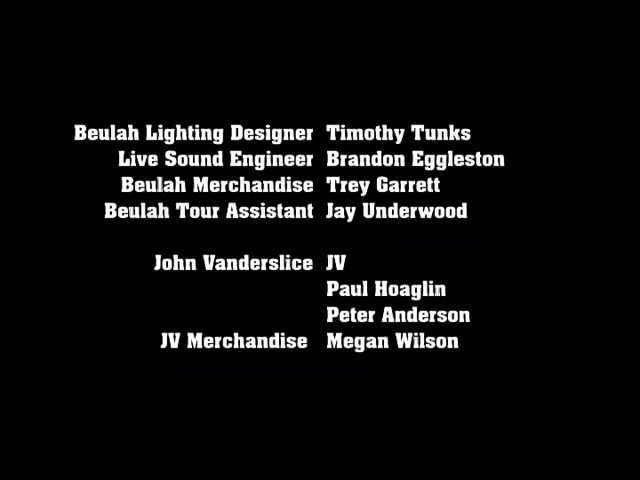 Beulah Lighting Designer Timothy Tunks
Live Sound Engineer Brandon Eggleston
Beulah Merchandise Trey Garrett
Beulah Tour Assistant Jay Underwood
John Vanderslice JV
Paul Hoaglin
Peter Anderson
JV Merchandise Megan Wilson